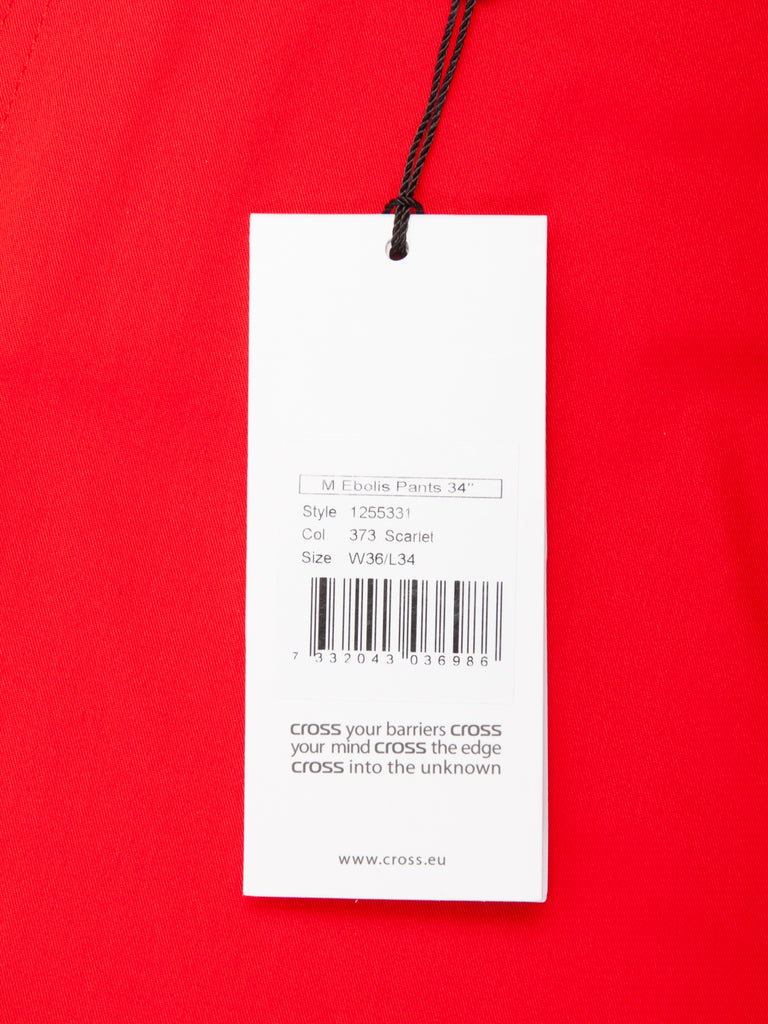 M Ebolis Pants 34"
Style 1255331
Col 373 Scarlet
Size W36/L34
7 332043 036986
cross your barriers cross
your mind cross the edge
cross into the unknown
www.cross.eu